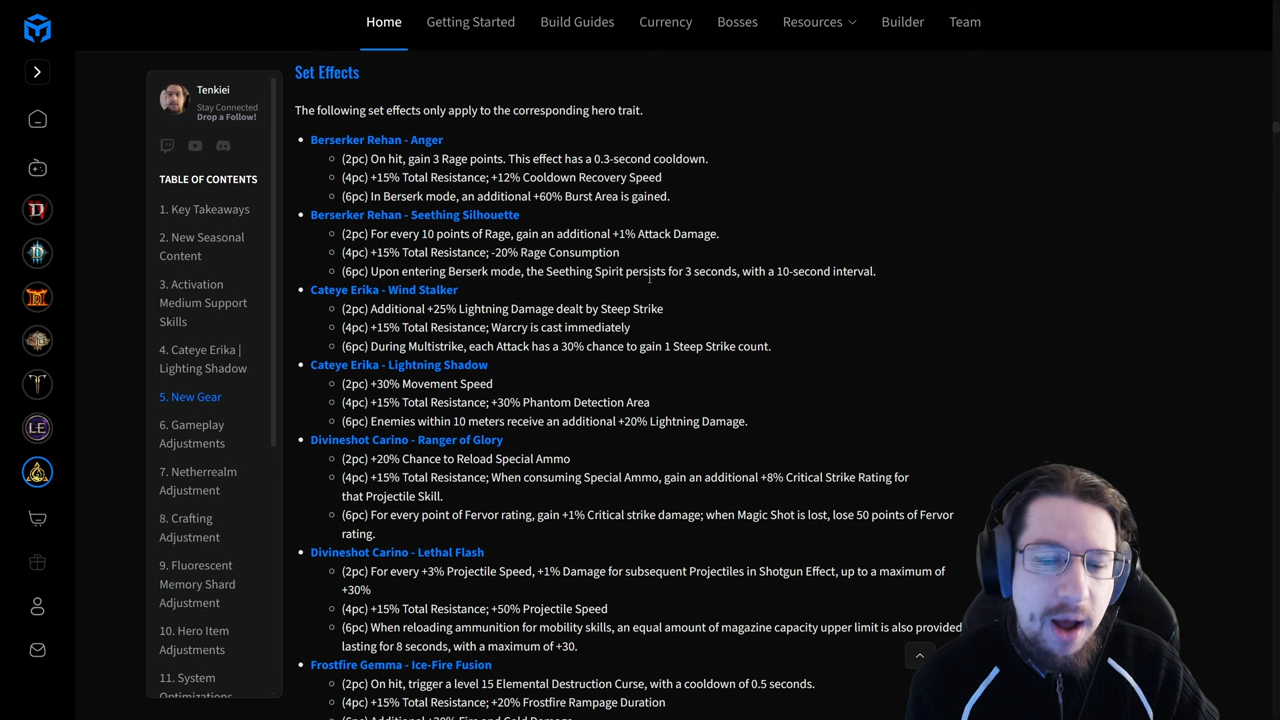 Home
Getting Started
Build Guides
Currency
Bosses
Resources
Builder
Team
Tenkiei
Stay Connected
Drop a Follow!
TABLE OF CONTENTS
1. Key Takeaways
2. New Seasonal
Content
3. Activation
Medium Support
Skills
4. Cateye Erika |
Lighting Shadow
5. New Gear
6. Gameplay
Adjustments
7. Netherrealm
Adjustment
8. Crafting
Adjustment
9. Fluorescent
Memory Shard
Adjustment
10. Hero Item
Adjustments
11. System
Optimizations
Set Effects
The following set effects only apply to the corresponding hero trait.
Berserker Rehan - Anger
(2pc) On hit, gain 3 Rage points. This effect has a 0.3-second cooldown.
(4pc) +15% Total Resistance; +12% Cooldown Recovery Speed
(6pc) In Berserk mode, an additional +60% Burst Area is gained.
Berserker Rehan - Seething Silhouette
(2pc) For every 10 points of Rage, gain an additional +1% Attack Damage.
(4pc) +15% Total Resistance; -20% Rage Consumption
(6pc) Upon entering Berserk mode, the Seething Spirit persists for 3 seconds, with a 10-second interval.
Cateye Erika - Wind Stalker
(2pc) Additional +25% Lightning Damage dealt by Steep Strike
(4pc) +15% Total Resistance; Warcry is cast immediately
(6pc) During Multistrike, each Attack has a 30% chance to gain 1 Steep Strike count.
Cateye Erika - Lightning Shadow
(2pc) +30% Movement Speed
(4pc) +15% Total Resistance; +30% Phantom Detection Area
(6pc) Enemies within 10 meters receive an additional +20% Lightning Damage.
Divineshot Carino - Ranger of Glory
(2pc) +20% Chance to Reload Special Ammo
(4pc) +15% Total Resistance; When consuming Special Ammo, gain an additional +8% Critical Strike Rating for
that Projectile Skill.
(6pc) For every point of Fervor rating, gain +1% Critical strike damage; when Magic Shot is lost, lose 50 points of Fervor
rating.
Divineshot Carino - Lethal Flash
(2pc) For every +3% Projectile Speed, +1% Damage for subsequent Projectiles in Shotgun Effect, up to a maximum of
+30%
(4pc) +15% Total Resistance; +50% Projectile Speed
(6pc) When reloading ammunition for mobility skills, an equal amount of magazine capacity upper limit is also provided
lasting for 8 seconds, with a maximum of +30.
Frostfire Gemma - Ice-Fire Fusion
(2pc) On hit, trigger a level 15 Elemental Destruction Curse, with a cooldown of 0.5 seconds.
(4pc) +15% Total Resistance; +20% Frostfire Rampage Duration
(6pc) Additional +20% Fire and Cold Damage